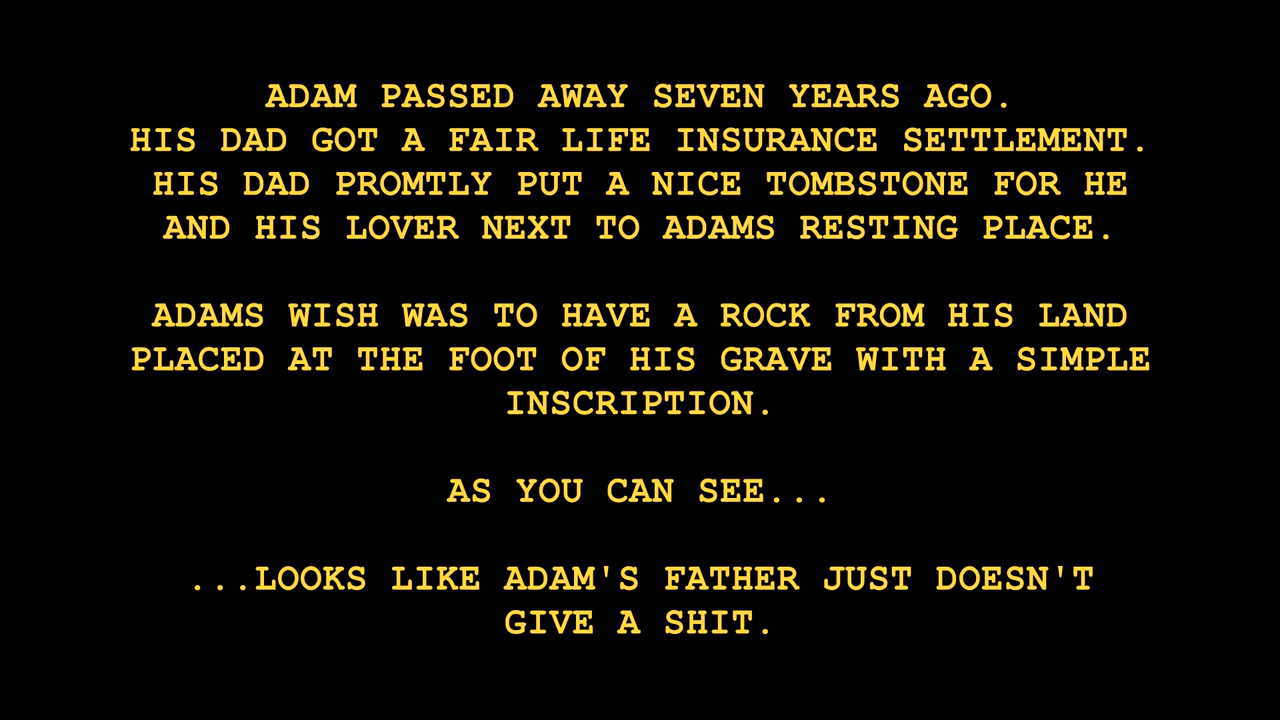 ADAM PASSED AWAY SEVEN YEARS AGO.
HIS DAD GOT A FAIR LIFE INSURANCE SETTLEMENT.
HIS DAD PROMTLY PUT A NICE TOMBSTONE FOR HE
AND HIS LOVER NEXT TO ADAMS RESTING PLACE.
ADAMS WISH WAS TO HAVE A ROCK FROM HIS LAND
PLACED AT THE FOOT OF HIS GRAVE WITH A SIMPLE
INSCRIPTION.
AS YOU CAN SEE...
...LOOKS LIKE ADAM'S FATHER JUST DOESN'T
GIVE A SHIT.